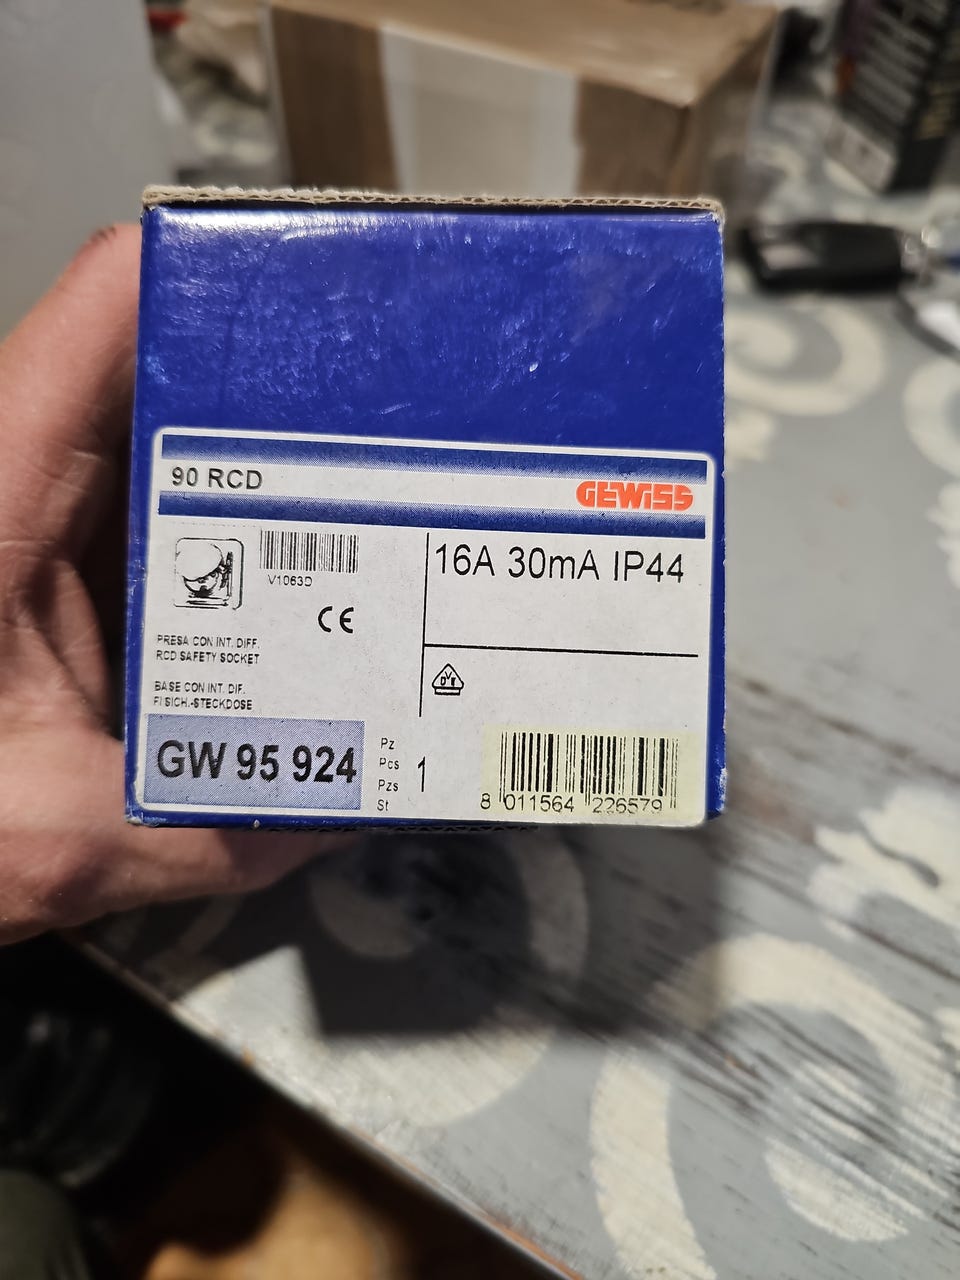 90 RCD
GEWISS
V1063D
CE
16A 30mA IP44
PRESA CON INT. DIFF.
RCD SAFETY SOCKET
BASE CON INT. DIF.
FI SICH.-STECKDOSE
DVE
GW 95 924
Pz
Pcs
Pzs
St
1
8 011564 226579